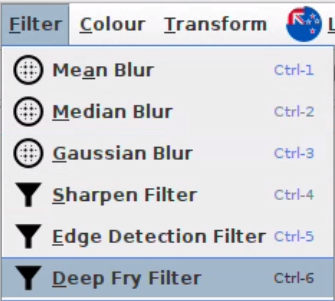 Filter Colour Transform
Mean Blur Ctrl-1
Median Blur Ctrl-2
Gaussian Blur Ctrl-3
Sharpen Filter Ctrl-4
Edge Detection Filter Ctrl-5
Deep Fry Filter Ctrl-6